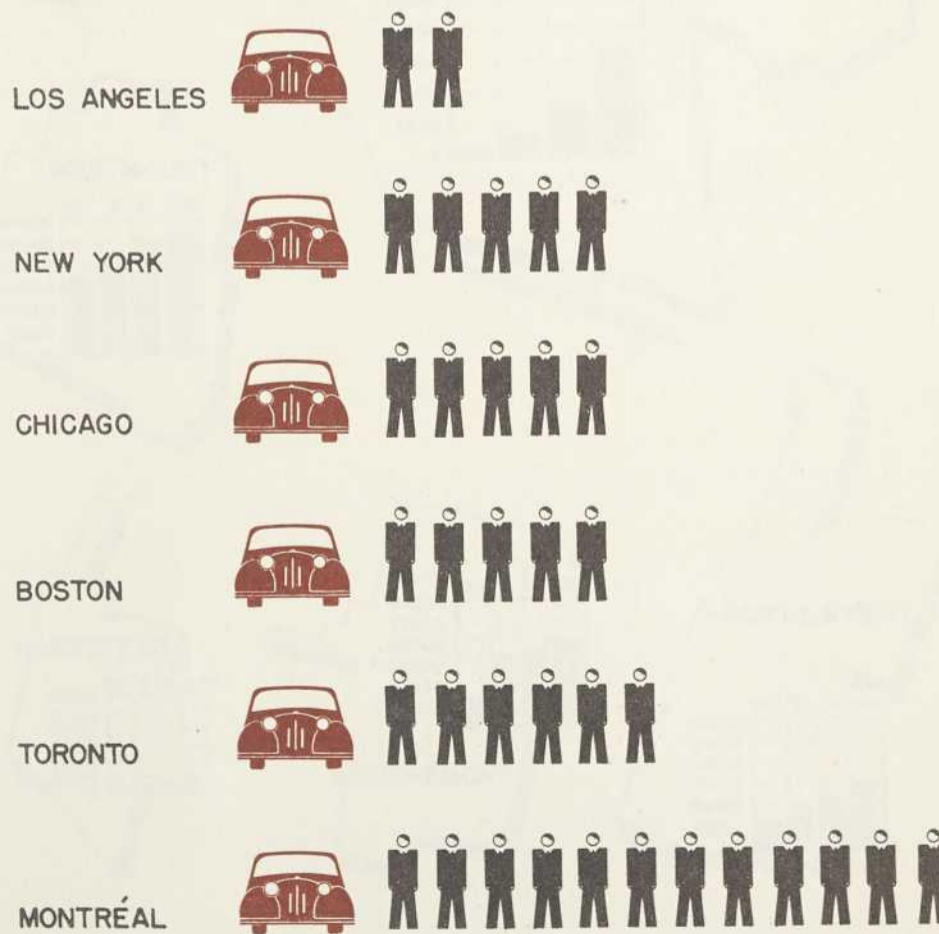 LOS ANGELES
NEW YORK
CHICAGO
BOSTON
TORONTO
MONTRÉAL